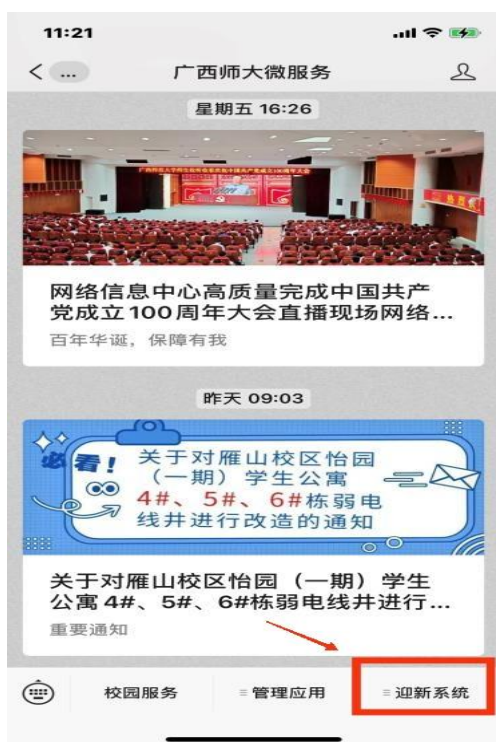 11:21
广西师大微服务
星期五 16:26
网络信息中心高质量完成中国共产
党成立100周年大会直播现场网络...
百年华诞，保障有我
昨天 09:03
必看！
关于对雁山校区怡园
（一期）学生公寓
4#、5#、6#栋弱电
线井进行改造的通知
关于对雁山校区怡园（一期）学生
公寓4#、5#、6#栋弱电线井进行...
重要通知
校园服务
管理应用
迎新系统